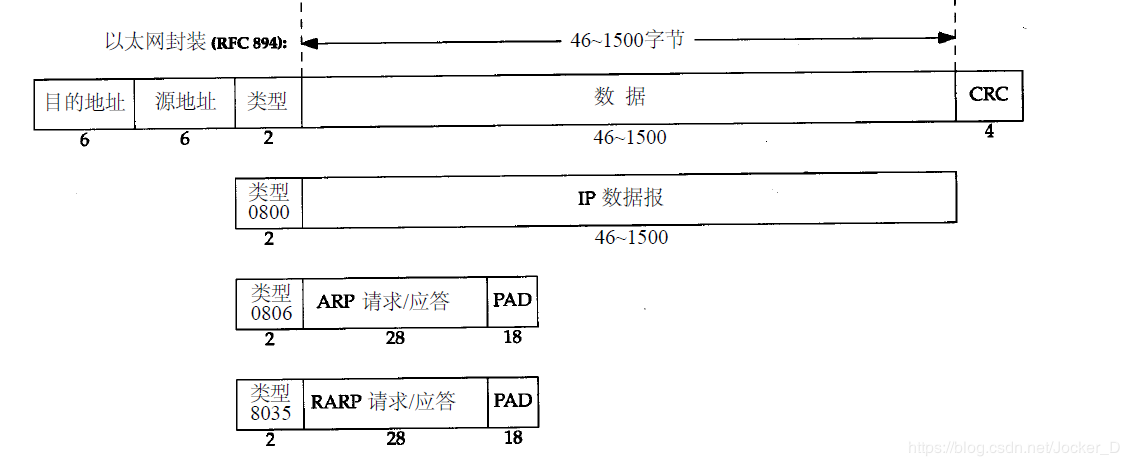 以太网封装 (RFC 894):
46~1500字节
目的地址 源地址 类型 数 据 CRC
6 6 2 46~1500 4
类型
0800
IP 数据报
2 46~1500
类型
0806
ARP 请求/应答 PAD
2 28 18
类型
8035
RARP 请求/应答 PAD
2 28 18
https://blog.csdn.net/Jocker_D